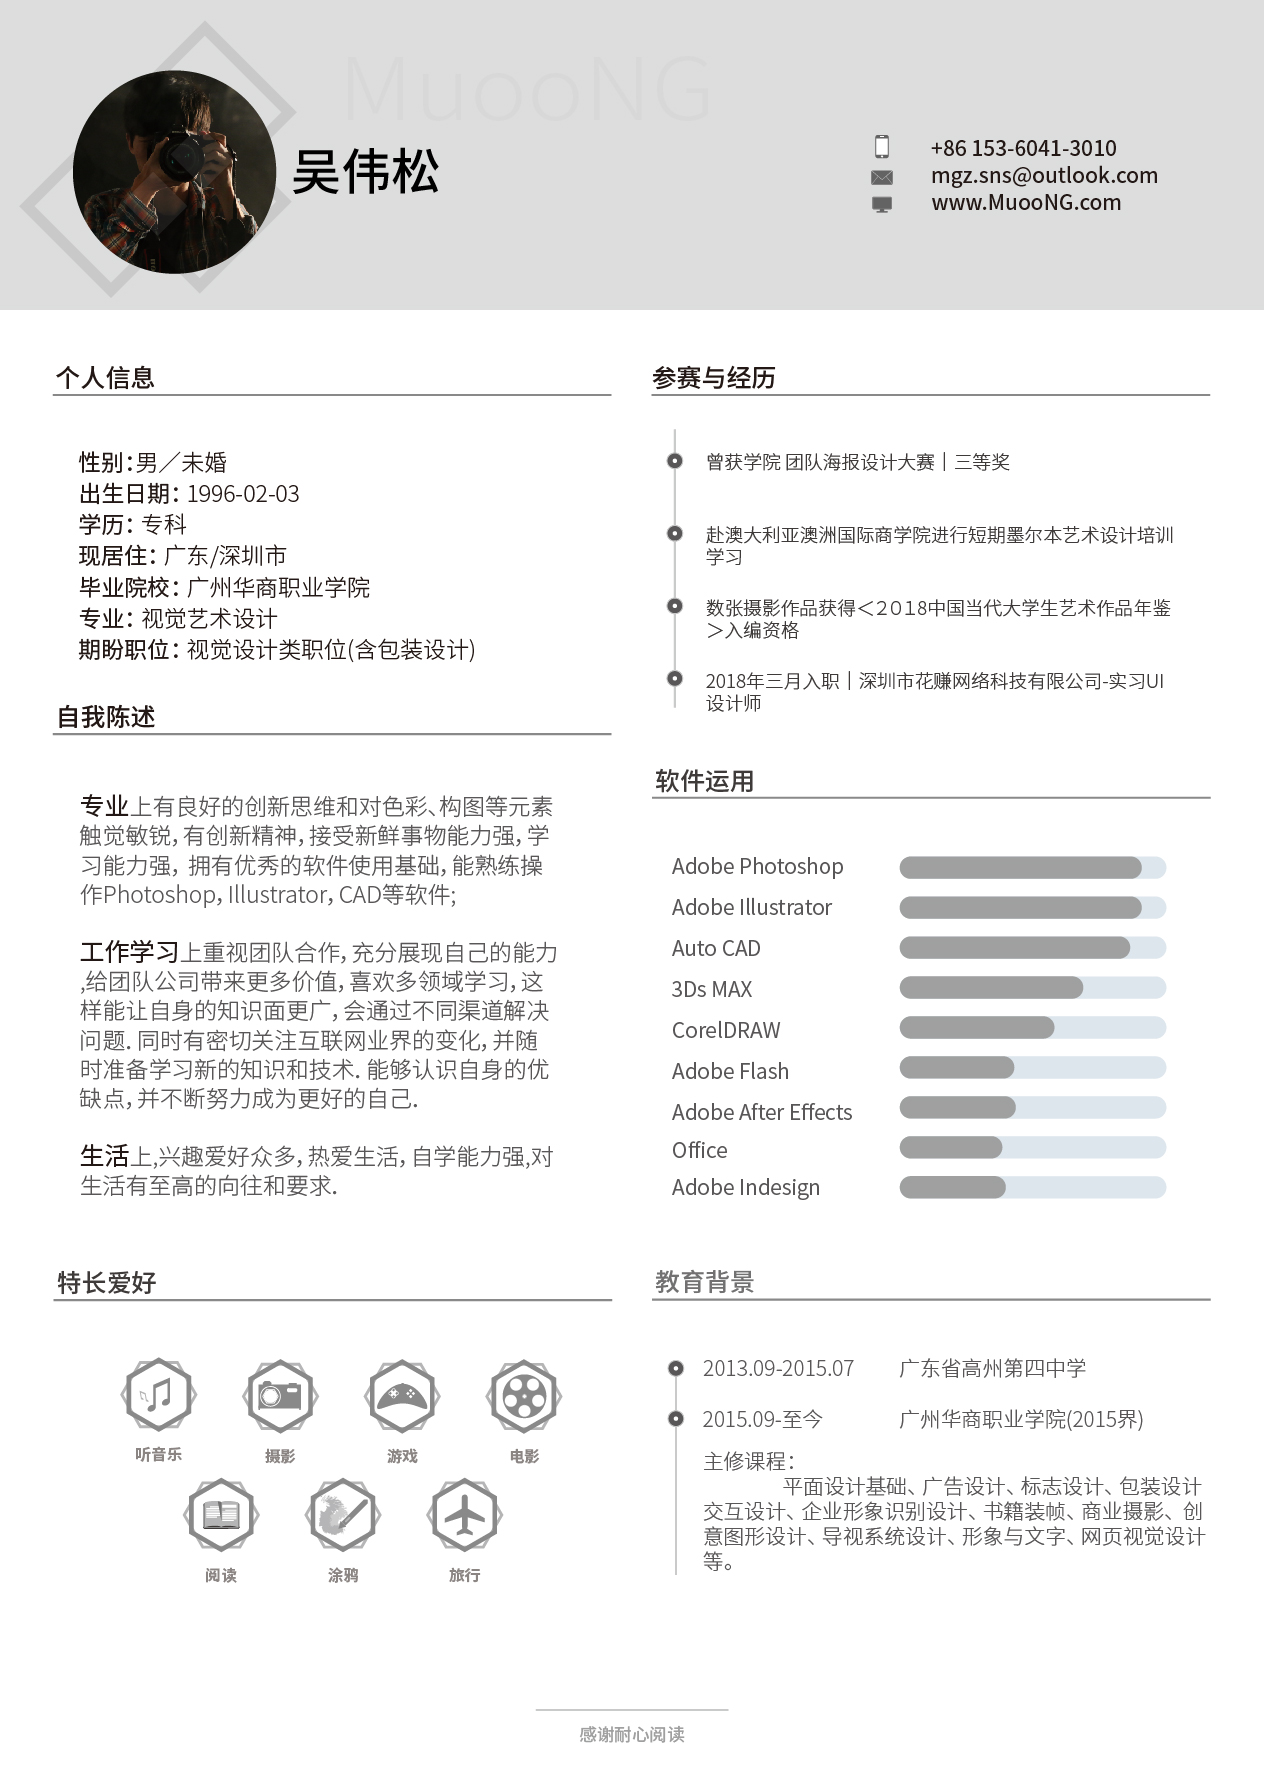 MuooNG
吴伟松
+86 153-6041-3010
mgz.sns@outlook.com
www.MuooNG.com
个人信息
性别：男／未婚
出生日期：1996-02-03
学历：专科
现居住：广东/深圳市
毕业院校：广州华商职业学院
专业：视觉艺术设计
期盼职位：视觉设计类职位(含包装设计)
自我陈述
专业上有良好的创新思维和对色彩、构图等元素
触觉敏锐，有创新精神，接受新鲜事物能力强，学
习能力强，拥有优秀的软件使用基础，能熟练操
作Photoshop，Illustrator，CAD等软件;
工作学习上重视团队合作，充分展现自己的能力
,给团队公司带来更多价值，喜欢多领域学习，这
样能让自身的知识面更广，会通过不同渠道解决
问题．同时有密切关注互联网业界的变化，并随
时准备学习新的知识和技术．能够认识自身的优
缺点，并不断努力成为更好的自己．
生活上,兴趣爱好众多，热爱生活，自学能力强,对
生活有至高的向往和要求．
特长爱好
听音乐
摄影
游戏
电影
阅读
涂鸦
旅行
参赛与经历
曾获学院 团队海报设计大赛｜三等奖
赴澳大利亚澳洲国际商学院进行短期墨尔本艺术设计培训
学习
数张摄影作品获得＜２０１８中国当代大学生艺术作品年鉴
＞入编资格
2018年三月入职｜深圳市花赚网络科技有限公司-实习UI
设计师
软件运用
Adobe Photoshop
Adobe Illustrator
Auto CAD
3Ds MAX
CorelDRAW
Adobe Flash
Adobe After Effects
Office
Adobe Indesign
教育背景
2013.09-2015.07 广东省高州第四中学
2015.09-至今 广州华商职业学院(2015界)
主修课程：
平面设计基础、广告设计、标志设计、包装设计
交互设计、企业形象识别设计、书籍装帧、商业摄影、创
意图形设计、导视系统设计、形象与文字、网页视觉设计
等。
感谢耐心阅读